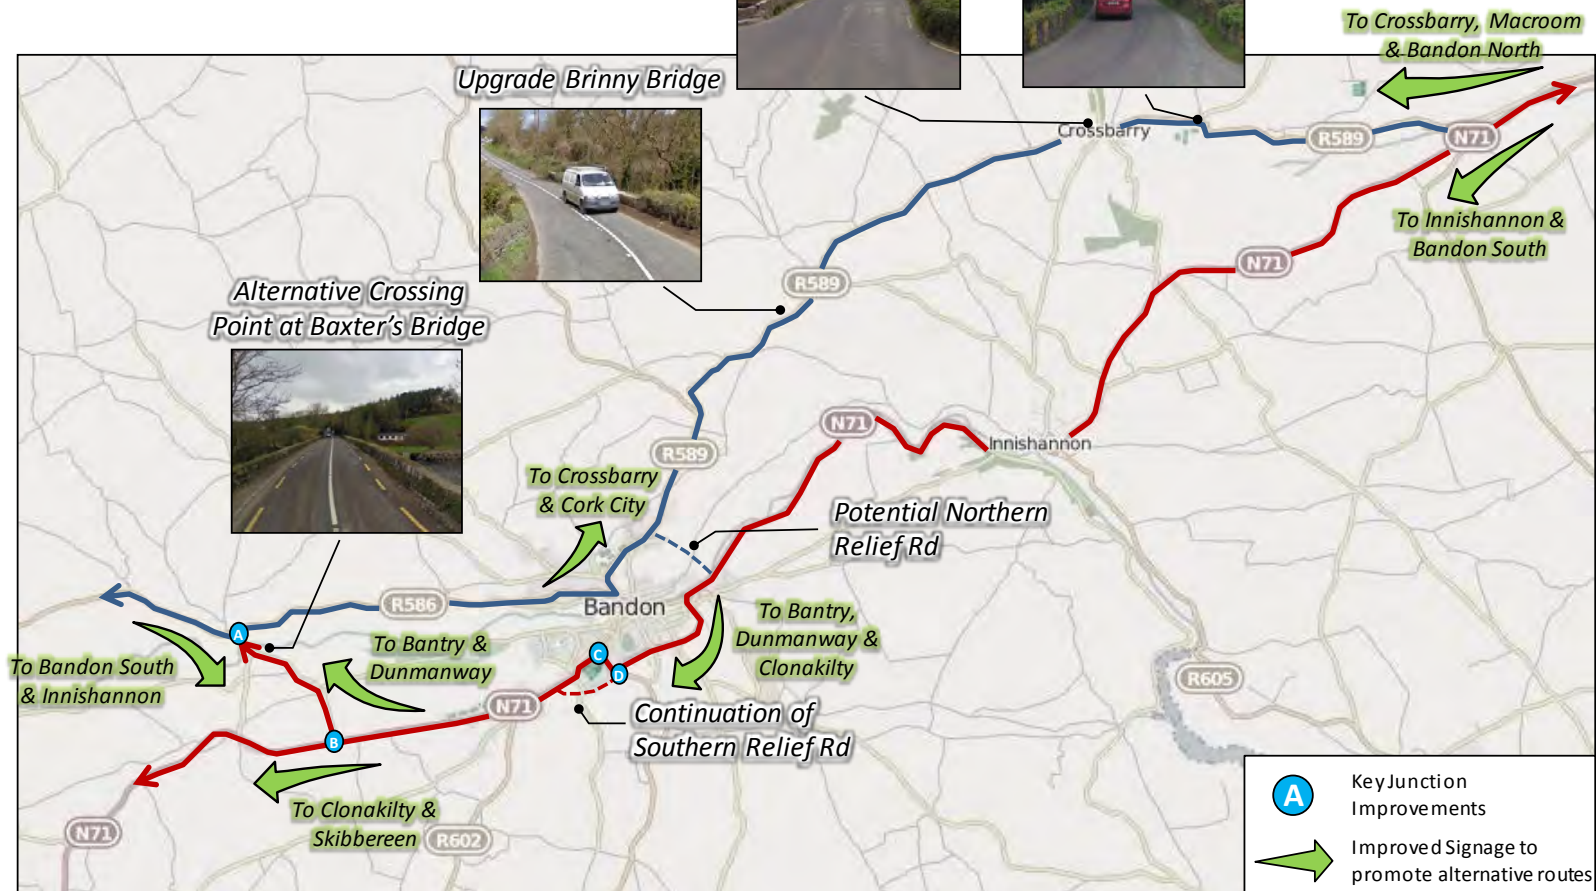 To Crossbarry, Macroom
& Bandon North
Upgrade Brinny Bridge
Crossbarry
R589
N71
To Innishannon &
Bandon South
N71
R589
Alternative Crossing
Point at Baxter's Bridge
N71
Innishannon
R589
To Crossbarry
& Cork City
Potential Northern
Relief Rd
R586
Bandon
To Bantry,
Dunmanway &
Clonakilty
A
To Bantry &
Dunmanway
To Bandon South
& Innishannon
C
D
R605
N71
Continuation of
Southern Relief Rd
B
To Clonakilty &
Skibbereen
N71
R602
A
Key Junction
Improvements
Improved Signage to
promote alternative routes